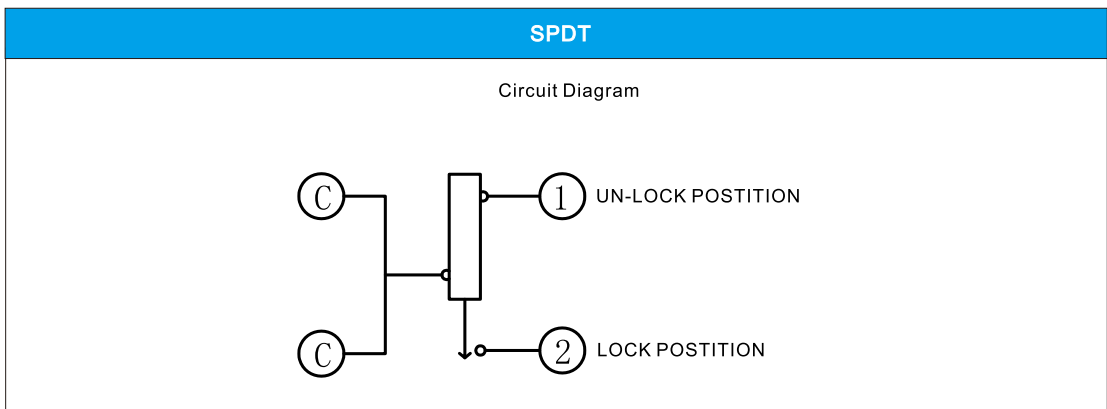 SPDT
Circuit Diagram
C 1 UN-LOCK POSTITION
C 2 LOCK POSTITION